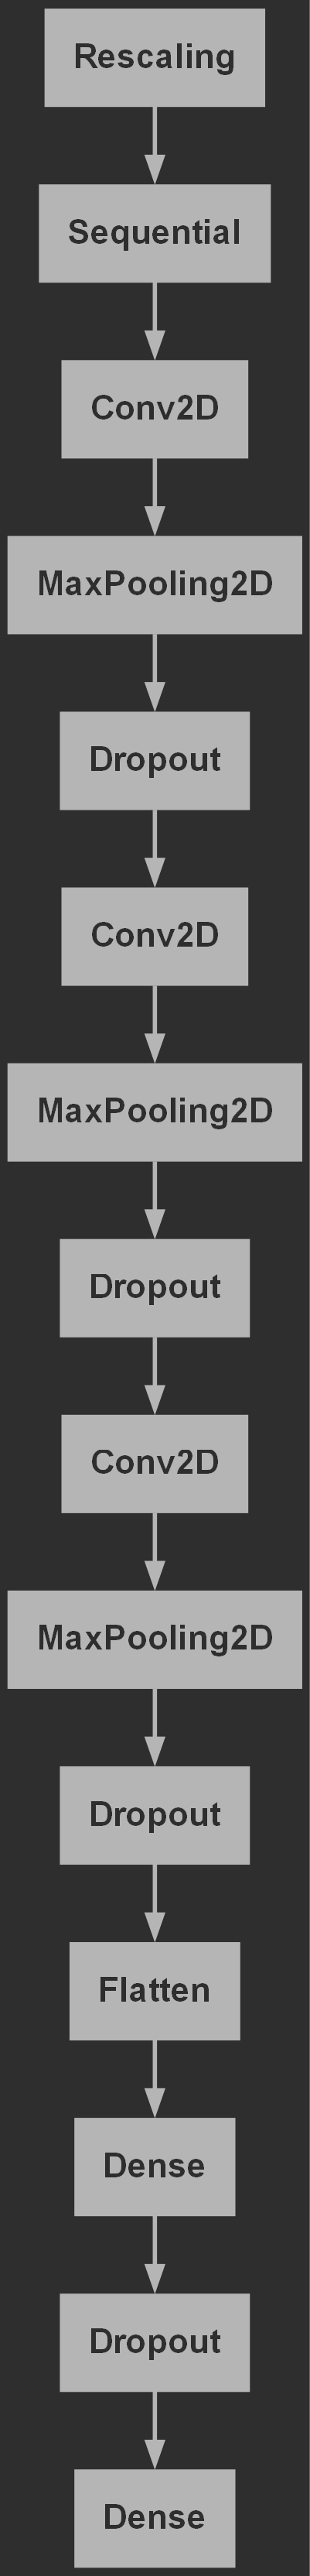 Rescaling
Sequential
Conv2D
MaxPooling2D
Dropout
Conv2D
MaxPooling2D
Dropout
Conv2D
MaxPooling2D
Dropout
Flatten
Dense
Dropout
Dense